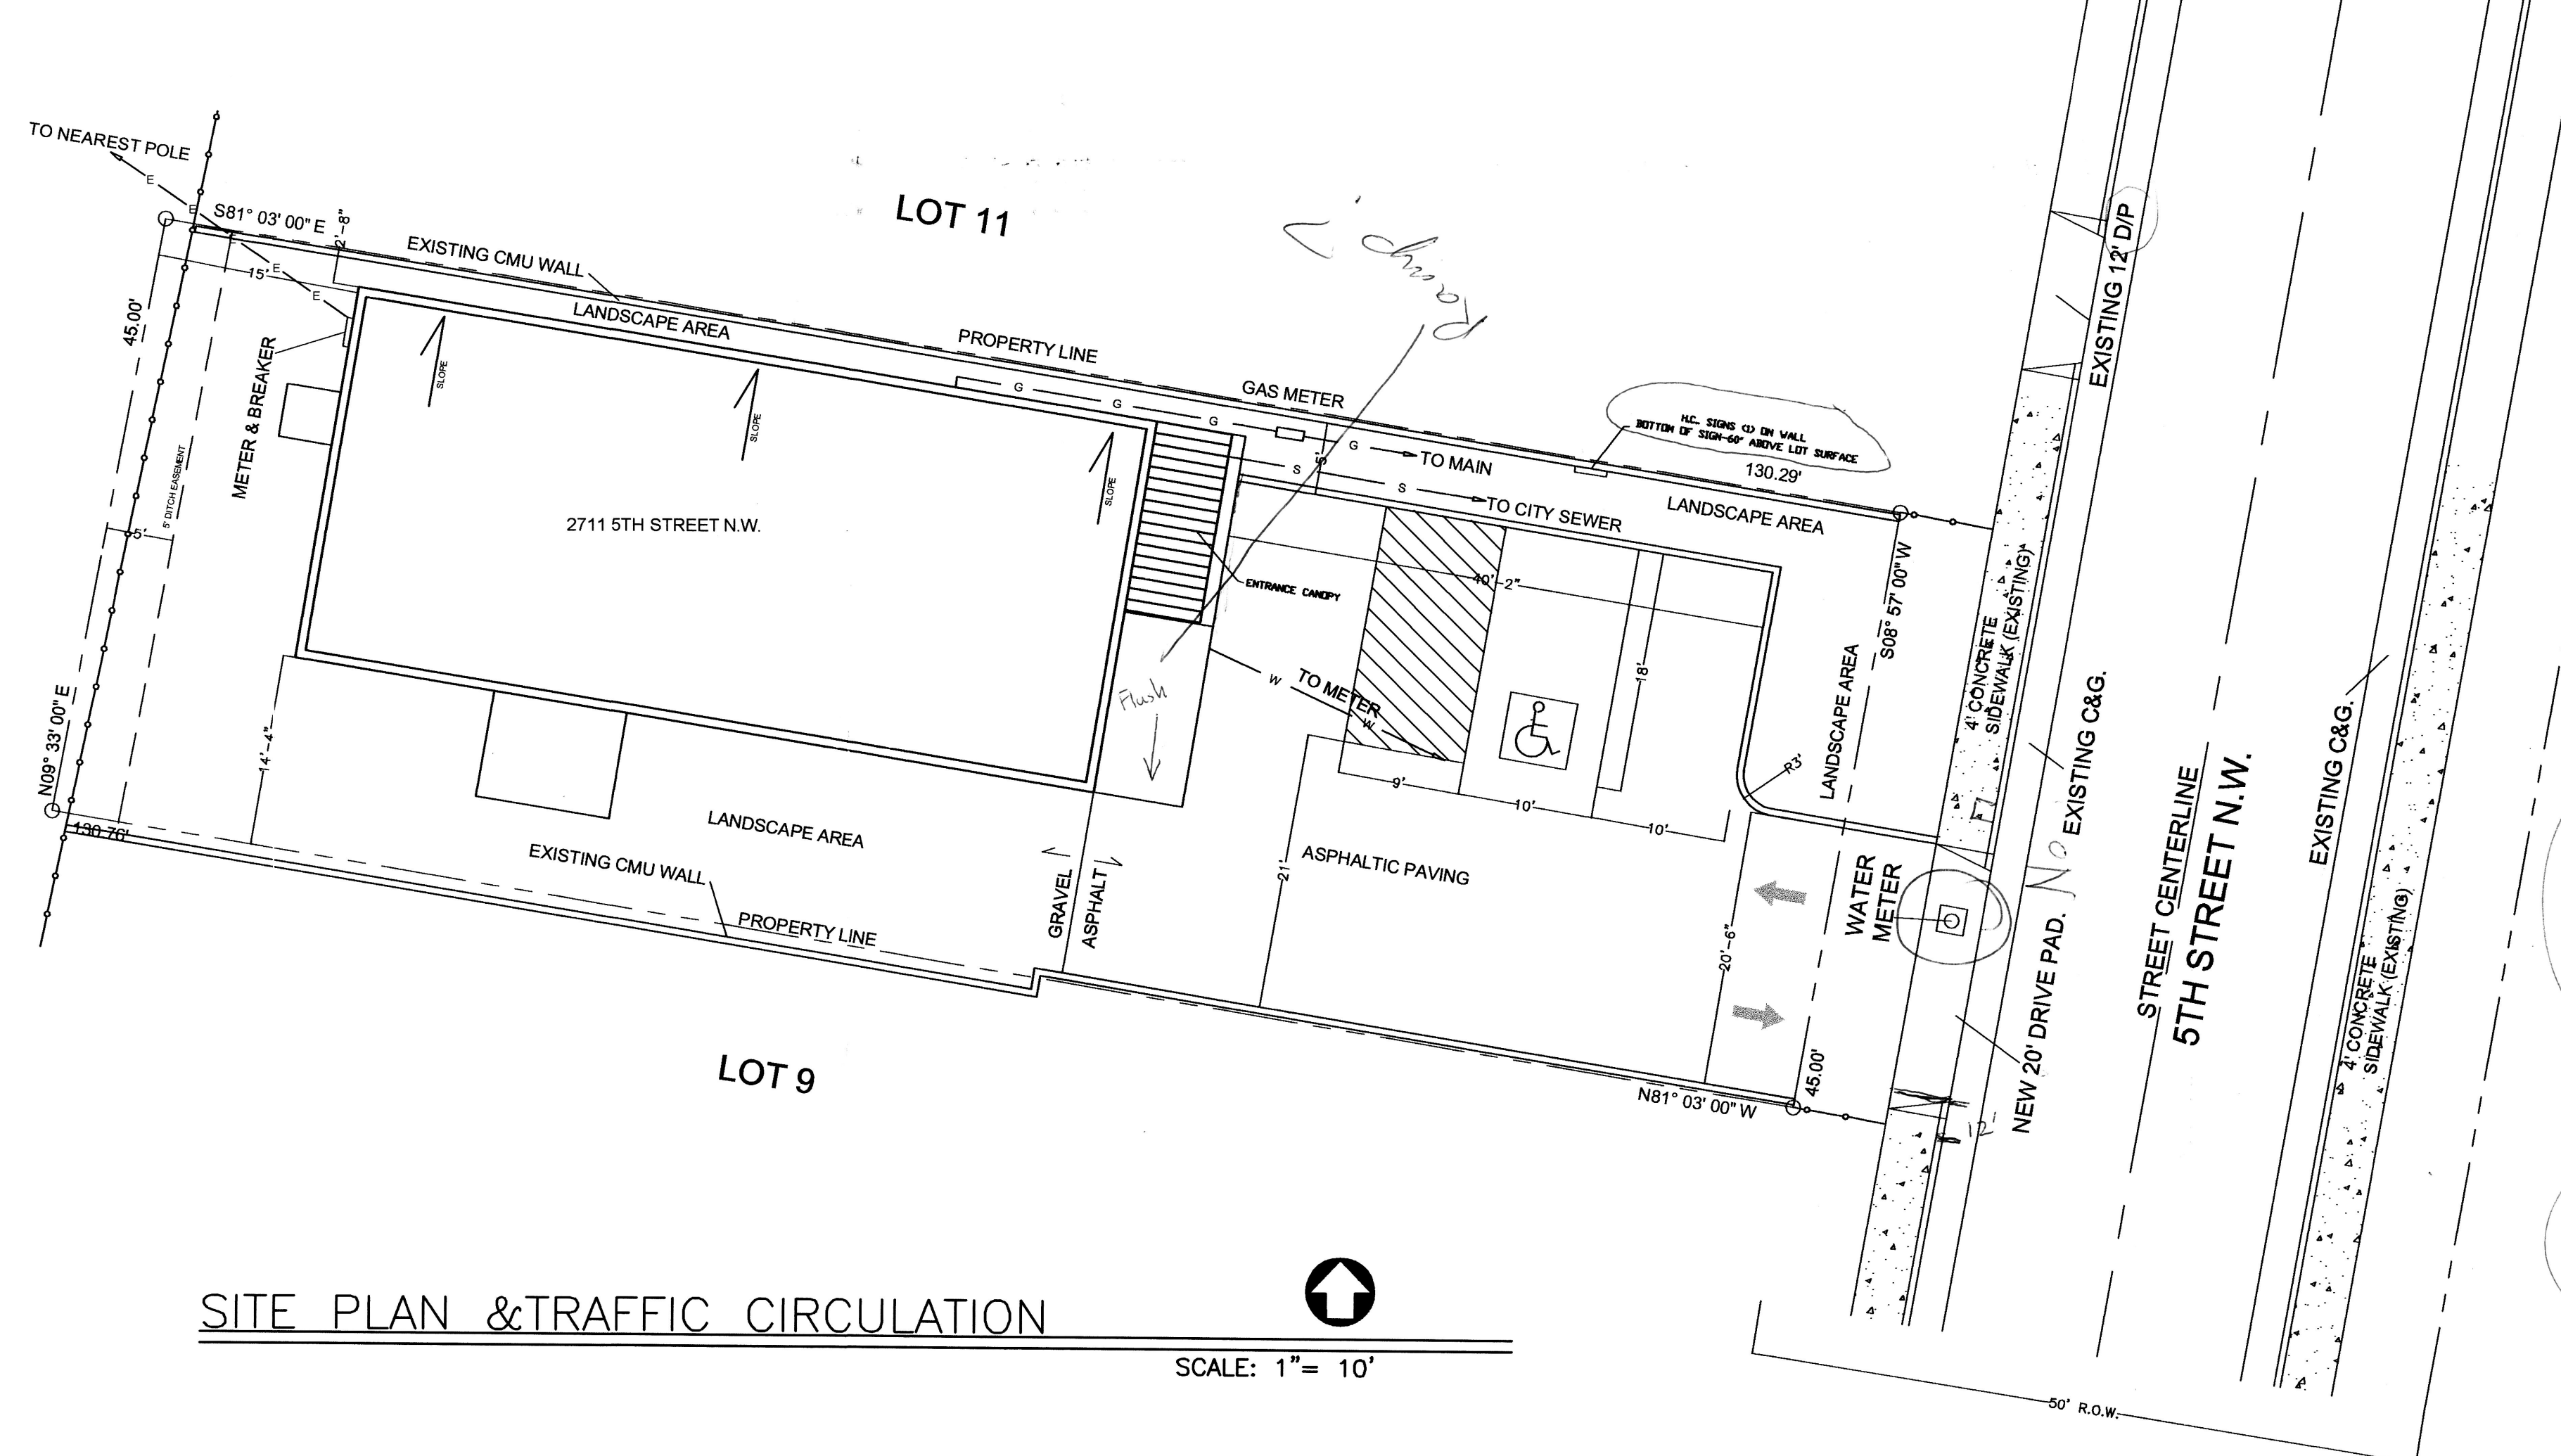 TO NEAREST POLE
E
E
S81° 03' 00" E
2'-8"
LOT 11
Ramp ?
EXISTING CMU WALL
15'
E
E
45.00'
LANDSCAPE AREA
PROPERTY LINE
GAS METER
EXISTING 12' D/P
METER & BREAKER
SLOPE
SLOPE
SLOPE
G
G
G
G
TO MAIN
H.C. SIGNS (1) ON WALL
BOTTOM OF SIGN-60" ABOVE LOT SURFACE
130.29'
5'
S
S
TO CITY SEWER
LANDSCAPE AREA
5' DITCH EASEMENT
5'
2711 5TH STREET N.W.
ENTRANCE CANOPY
40'-2"
S08° 57' 00" W
4' CONCRETE
SIDEWALK (EXISTING)
18'
W
TO METER
W
Flush
LANDSCAPE AREA
R3'
N09° 33' 00" E
14'-4"
9'
10'
10'
130.76'
LANDSCAPE AREA
EXISTING CMU WALL
PROPERTY LINE
GRAVEL
ASPHALT
21'
ASPHALTIC PAVING
20'-6"
WATER
METER
No
EXISTING C&G.
NEW 20' DRIVE PAD.
STREET CENTERLINE
5TH STREET N.W.
EXISTING C&G.
4' CONCRETE
SIDEWALK (EXISTING)
LOT 9
N81° 03' 00" W
45.00'
12'
SITE PLAN &TRAFFIC CIRCULATION
SCALE: 1"= 10'
50' R.O.W.